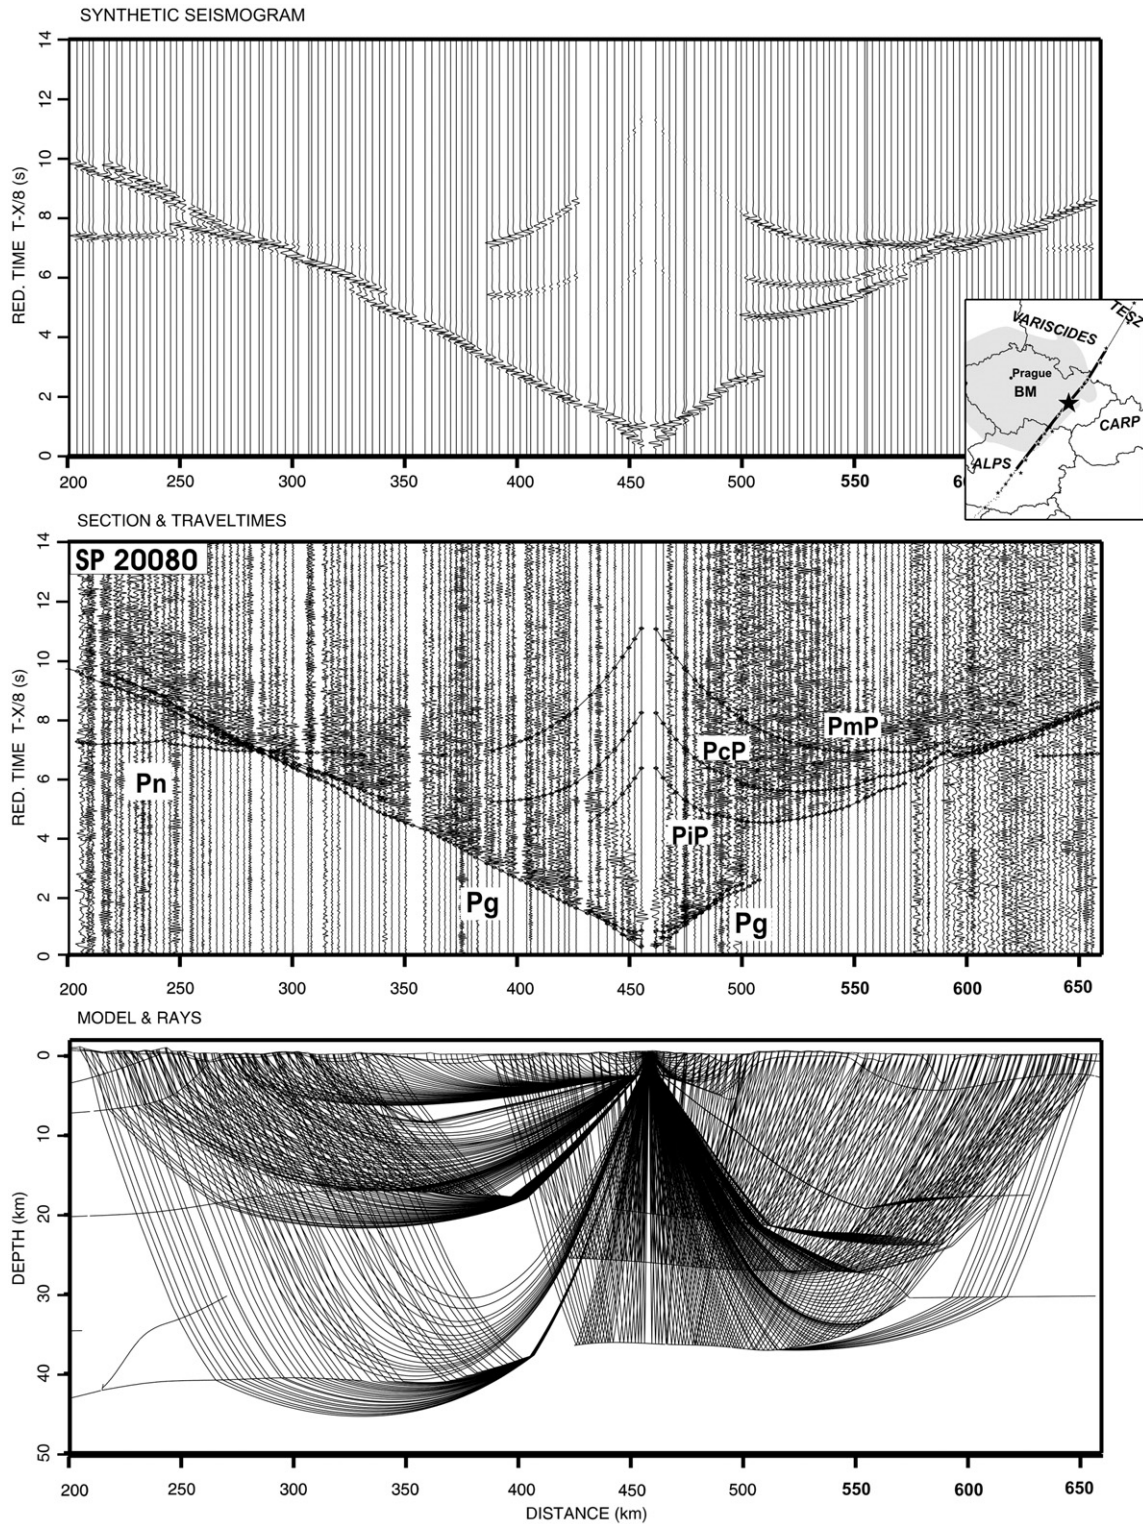 SYNTHETIC SEISMOGRAM
14
12
10
8
6
4
2
0
RED. TIME T-X/8 (s)
200 250 300 350 400 450 500 550 6
VARISCIDES
TESZ
Prague
BM
CARP
ALPS
SECTION & TRAVELTIMES
SP 20080
14
12
10
8
6
4
2
0
RED. TIME T-X/8 (s)
PmP
PcP
Pn
PiP
Pg
Pg
200 250 300 350 400 450 500 550 600 650
MODEL & RAYS
0
10
20
30
40
50
DEPTH (km)
200 250 300 350 400 450 500 550 600 650
DISTANCE (km)